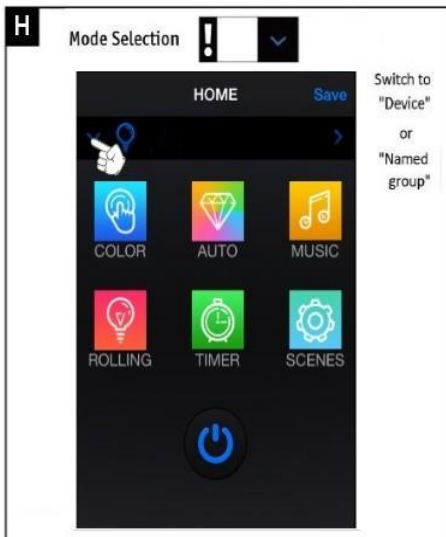 H
Mode Selection !
HOME Save
Switch to
"Device"
or
"Named
group"
COLOR AUTO MUSIC
ROLLING TIMER SCENES